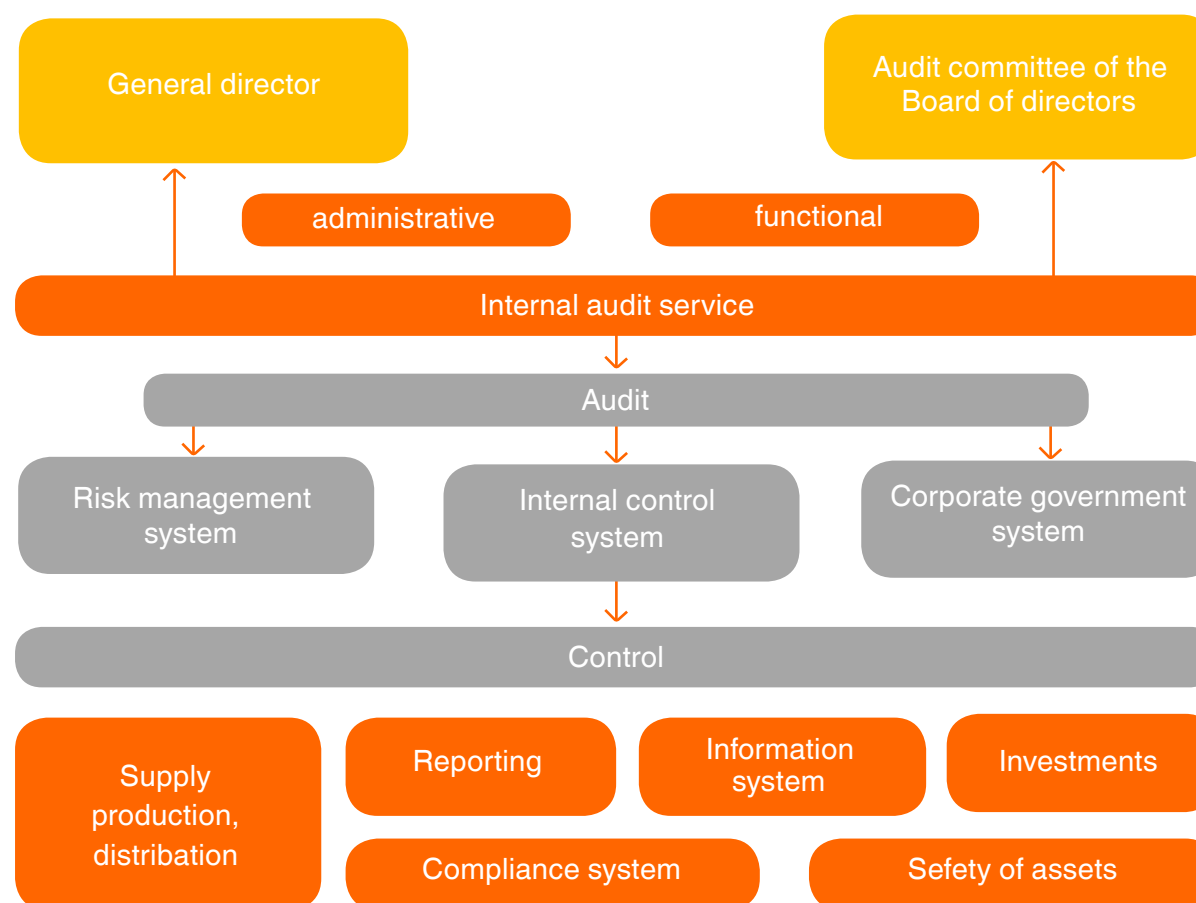 General director
Audit committee of the
Board of directors
administrative
functional
Internal audit service
Audit
Risk management
system
Internal control
system
Corporate government
system
Control
Supply
production,
distribation
Reporting
Information
system
Investments
Compliance system
Sefety of assets